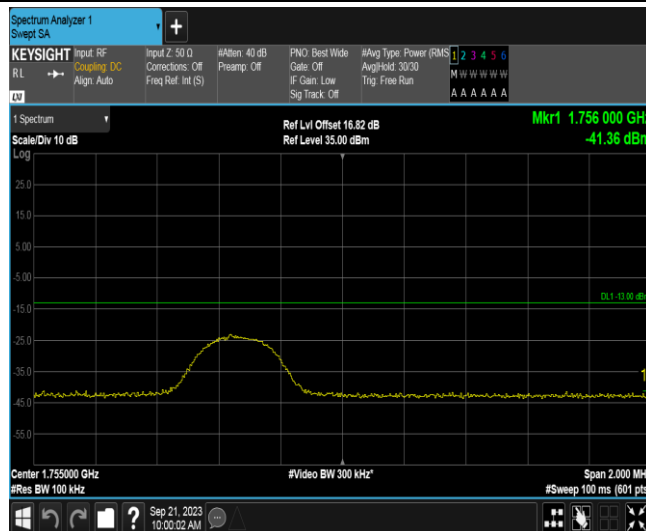 Spectrum Analyzer 1
Swept SA
+
KEYSIGHT
RL
LXI
Input: RF
Coupling: DC
Align: Auto
Input Z: 50 Ω
Corrections: Off
Freq Ref: Int (S)
#Atten: 40 dB
Preamp: Off
PNO: Best Wide
Gate: Off
IF Gain: Low
Sig Track: Off
#Avg Type: Power (RMS
Avg|Hold: 30/30
Trig: Free Run
1 2 3 4 5 6
M W W W W W
A A A A A A
1 Spectrum
Scale/Div 10 dB
Ref Lvl Offset 16.82 dB
Ref Level 35.00 dBm
Mkr1 1.756 000 GHz
-41.36 dBm
Log
25.0
15.0
5.00
-5.00
DL1 -13.00 dBm
-15.0
-25.0
-35.0
1
-45.0
-55.0
Center 1.755000 GHz
#Res BW 100 kHz
#Video BW 300 kHz*
Span 2.000 MH
#Sweep 100 ms (601 pts
?
Sep 21, 2023
10:00:02 AM